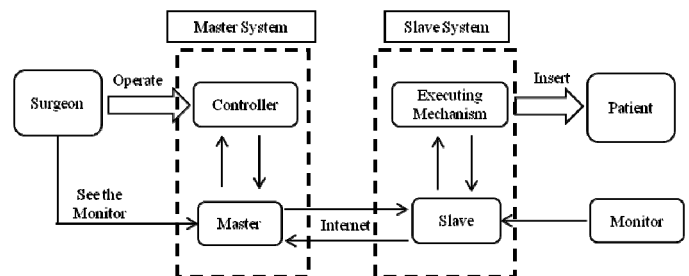 Master System
Slave System
Surgeon
Operate
Controller
Executing
Mechanism
Insert
Patient
See the
Monitor
Master
Internet
Slave
Monitor